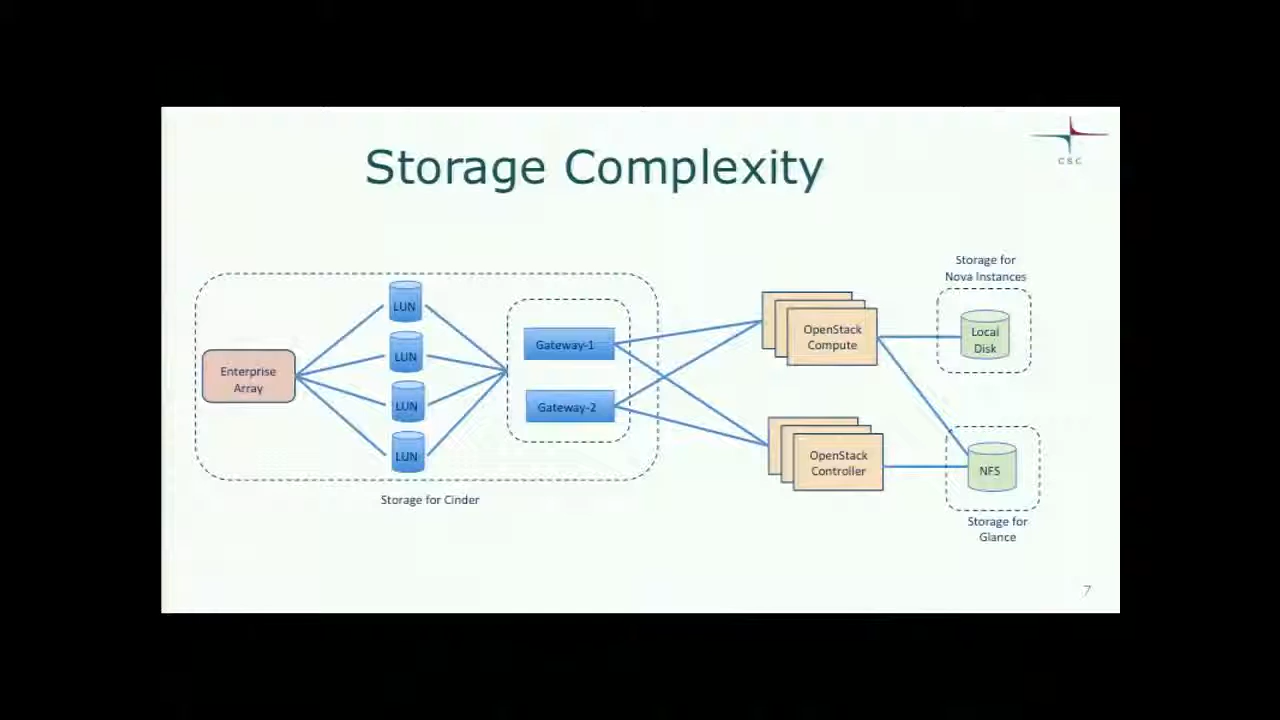 Storage Complexity
CSC
Storage for
Nova Instances
LUN
LUN
LUN
LUN
Enterprise
Array
Gateway-1
Gateway-2
OpenStack
Compute
OpenStack
Controller
Local
Disk
NFS
Storage for Cinder
Storage for
Glance
7